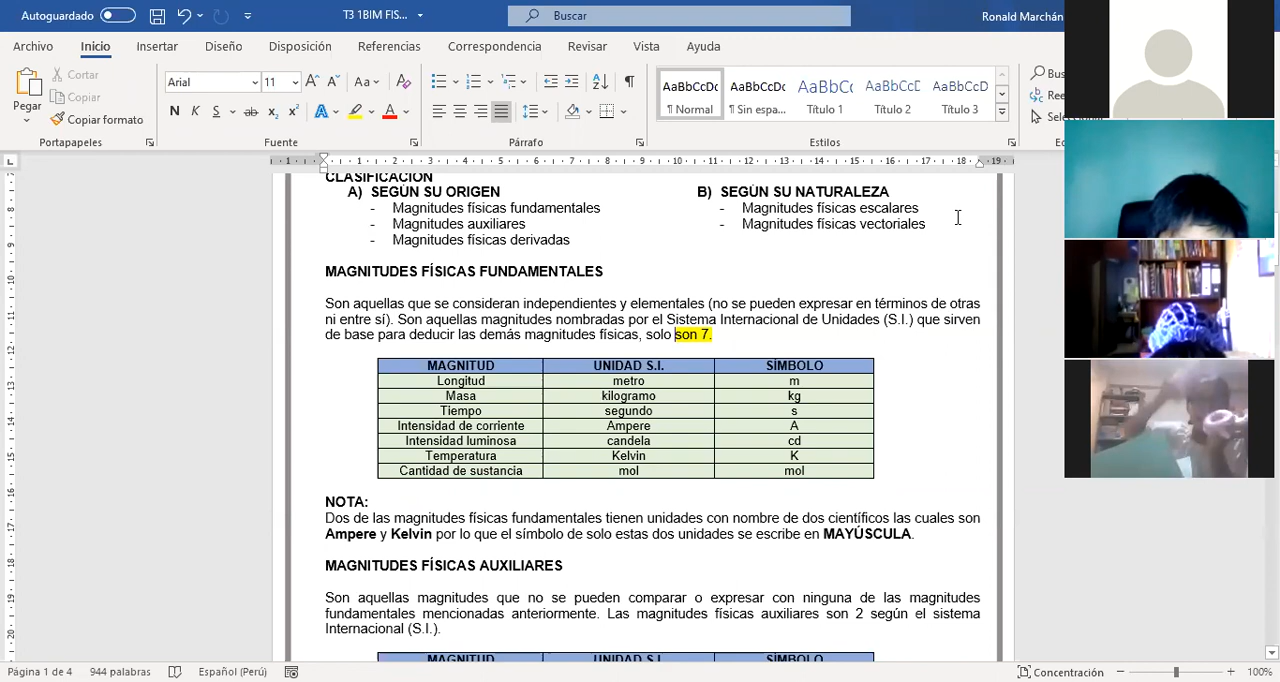 Autoguardado
T3 1BIM FIS...
Buscar
Ronald Marchán
Archivo Inicio Insertar Diseño Disposición Referencias Correspondencia Revisar Vista Ayuda
Pegar
Cortar
Copiar
Copiar formato
Portapapeles
Arial 11
N K S ab x₂ x²
Fuente
Párrafo
AaBbCcDc AaBbCcDc AaBbCc AaBbCcD AaBbCcDc
¶ Normal ¶ Sin espa... Título 1 Título 2 Título 3
Estilos
CLASIFICACIÓN
A) SEGÚN SU ORIGEN
- Magnitudes físicas fundamentales
- Magnitudes auxiliares
- Magnitudes físicas derivadas
B) SEGÚN SU NATURALEZA
- Magnitudes físicas escalares
- Magnitudes físicas vectoriales
MAGNITUDES FÍSICAS FUNDAMENTALES
Son aquellas que se consideran independientes y elementales (no se pueden expresar en términos de otras
ni entre sí). Son aquellas magnitudes nombradas por el Sistema Internacional de Unidades (S.I.) que sirven
de base para deducir las demás magnitudes físicas, solo son 7.
MAGNITUD UNIDAD S.I. SÍMBOLO
Longitud metro m
Masa kilogramo kg
Tiempo segundo s
Intensidad de corriente Ampere A
Intensidad luminosa candela cd
Temperatura Kelvin K
Cantidad de sustancia mol mol
NOTA:
Dos de las magnitudes físicas fundamentales tienen unidades con nombre de dos científicos las cuales son
Ampere y Kelvin por lo que el símbolo de solo estas dos unidades se escribe en MAYÚSCULA.
MAGNITUDES FÍSICAS AUXILIARES
Son aquellas magnitudes que no se pueden comparar o expresar con ninguna de las magnitudes
fundamentales mencionadas anteriormente. Las magnitudes físicas auxiliares son 2 según el sistema
Internacional (S.I.).
MAGNITUD UNIDAD S.I. SÍMBOLO
Página 1 de 4 944 palabras Español (Perú) Concentración 100%